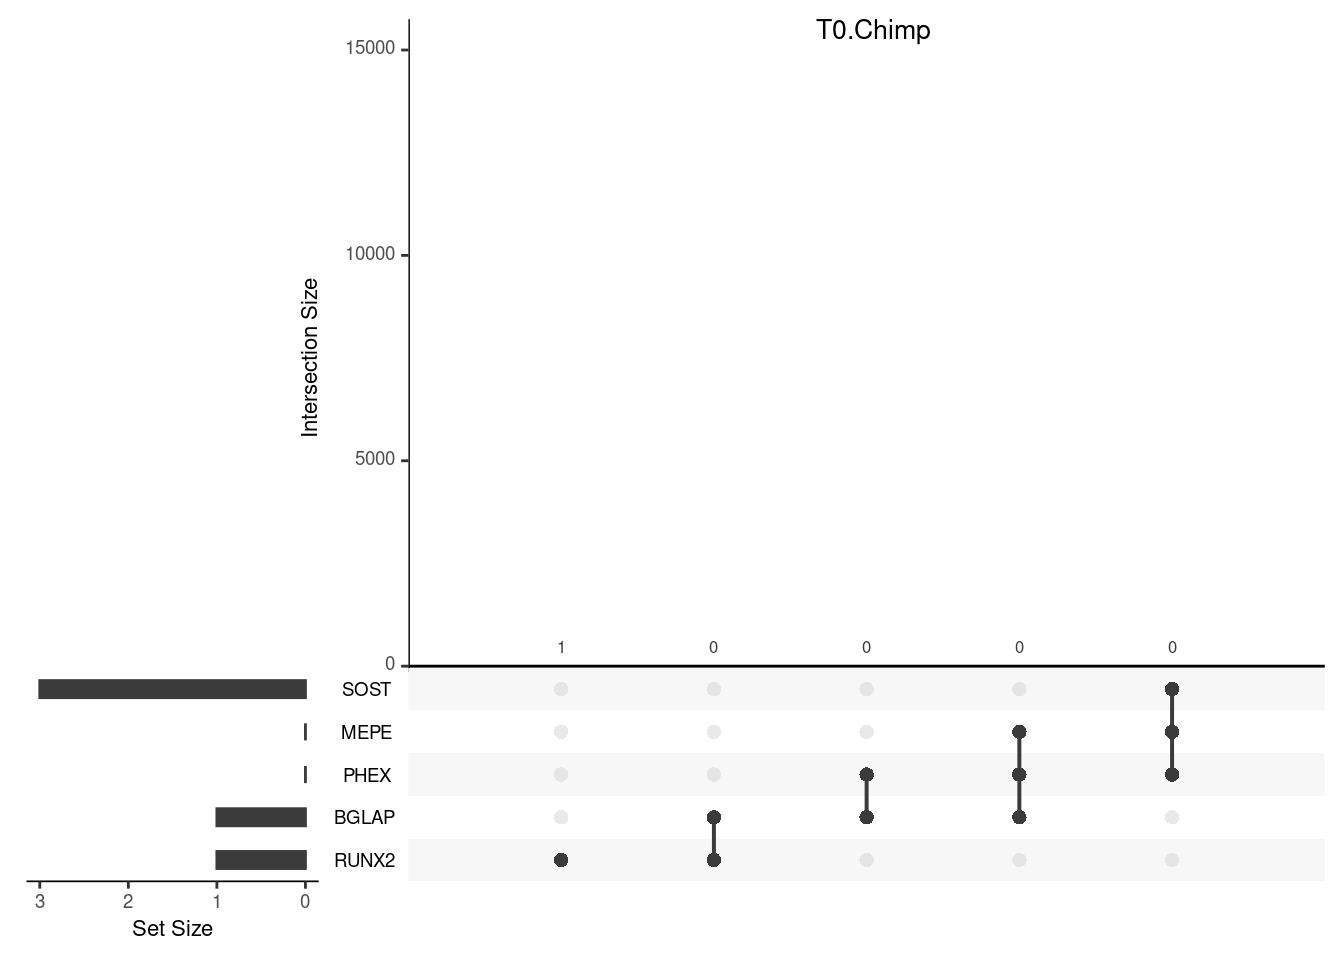 T0.Chimp
15000
10000
5000
0
Intersection Size
1 0 0 0 0
SOST
MEPE
PHEX
BGLAP
RUNX2
3 2 1 0
Set Size